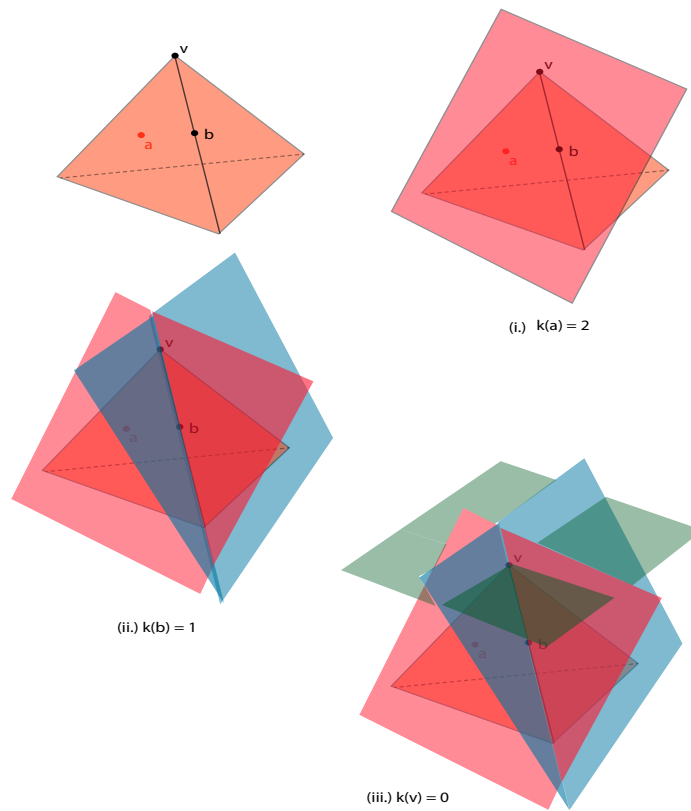 v
a
b
v
a
b
(i.) k(a) = 2
v
a
b
(ii.) k(b) = 1
v
a
b
(iii.) k(v) = 0